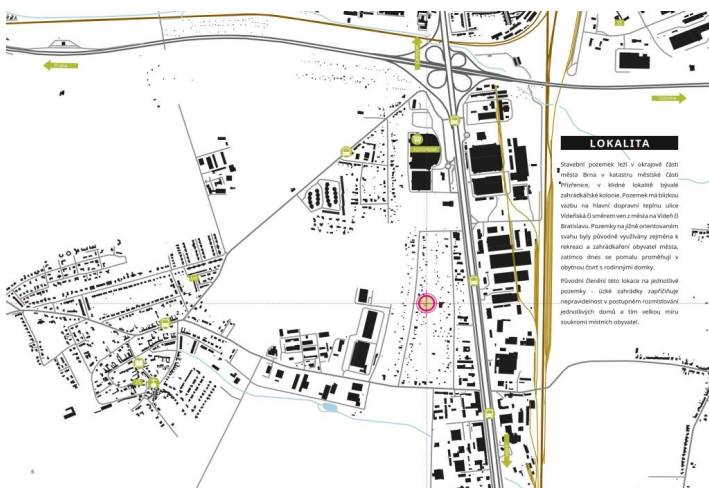 Praha
LOKALITA
Stavební pozemek leží v okrajové části
města Brna v katastru městské části
Přízřenice, v klidné lokalitě bývalé
zahrádkářské kolonie. Pozemek má blízkou
vazbu na hlavní dopravní teplnu ulice
Vídeňská či směrem ven z města na Vídeň či
Bratislavu. Pozemky na jižně orientovaném
svahu byly původně využívány zejména k
rekreaci a zahrádkaření obyvatel města,
zatímco dnes se pomalu proměňují v
obytnou čtvrť s rodinnými domky.
Původní členění této lokace na jednotlivé
pozemky - úzké zahrádky zapříčiňuje
nepravidelnost v postupném rozmisťování
jednotlivých domů a tím velkou míru
soukromí místních obyvatel.
6